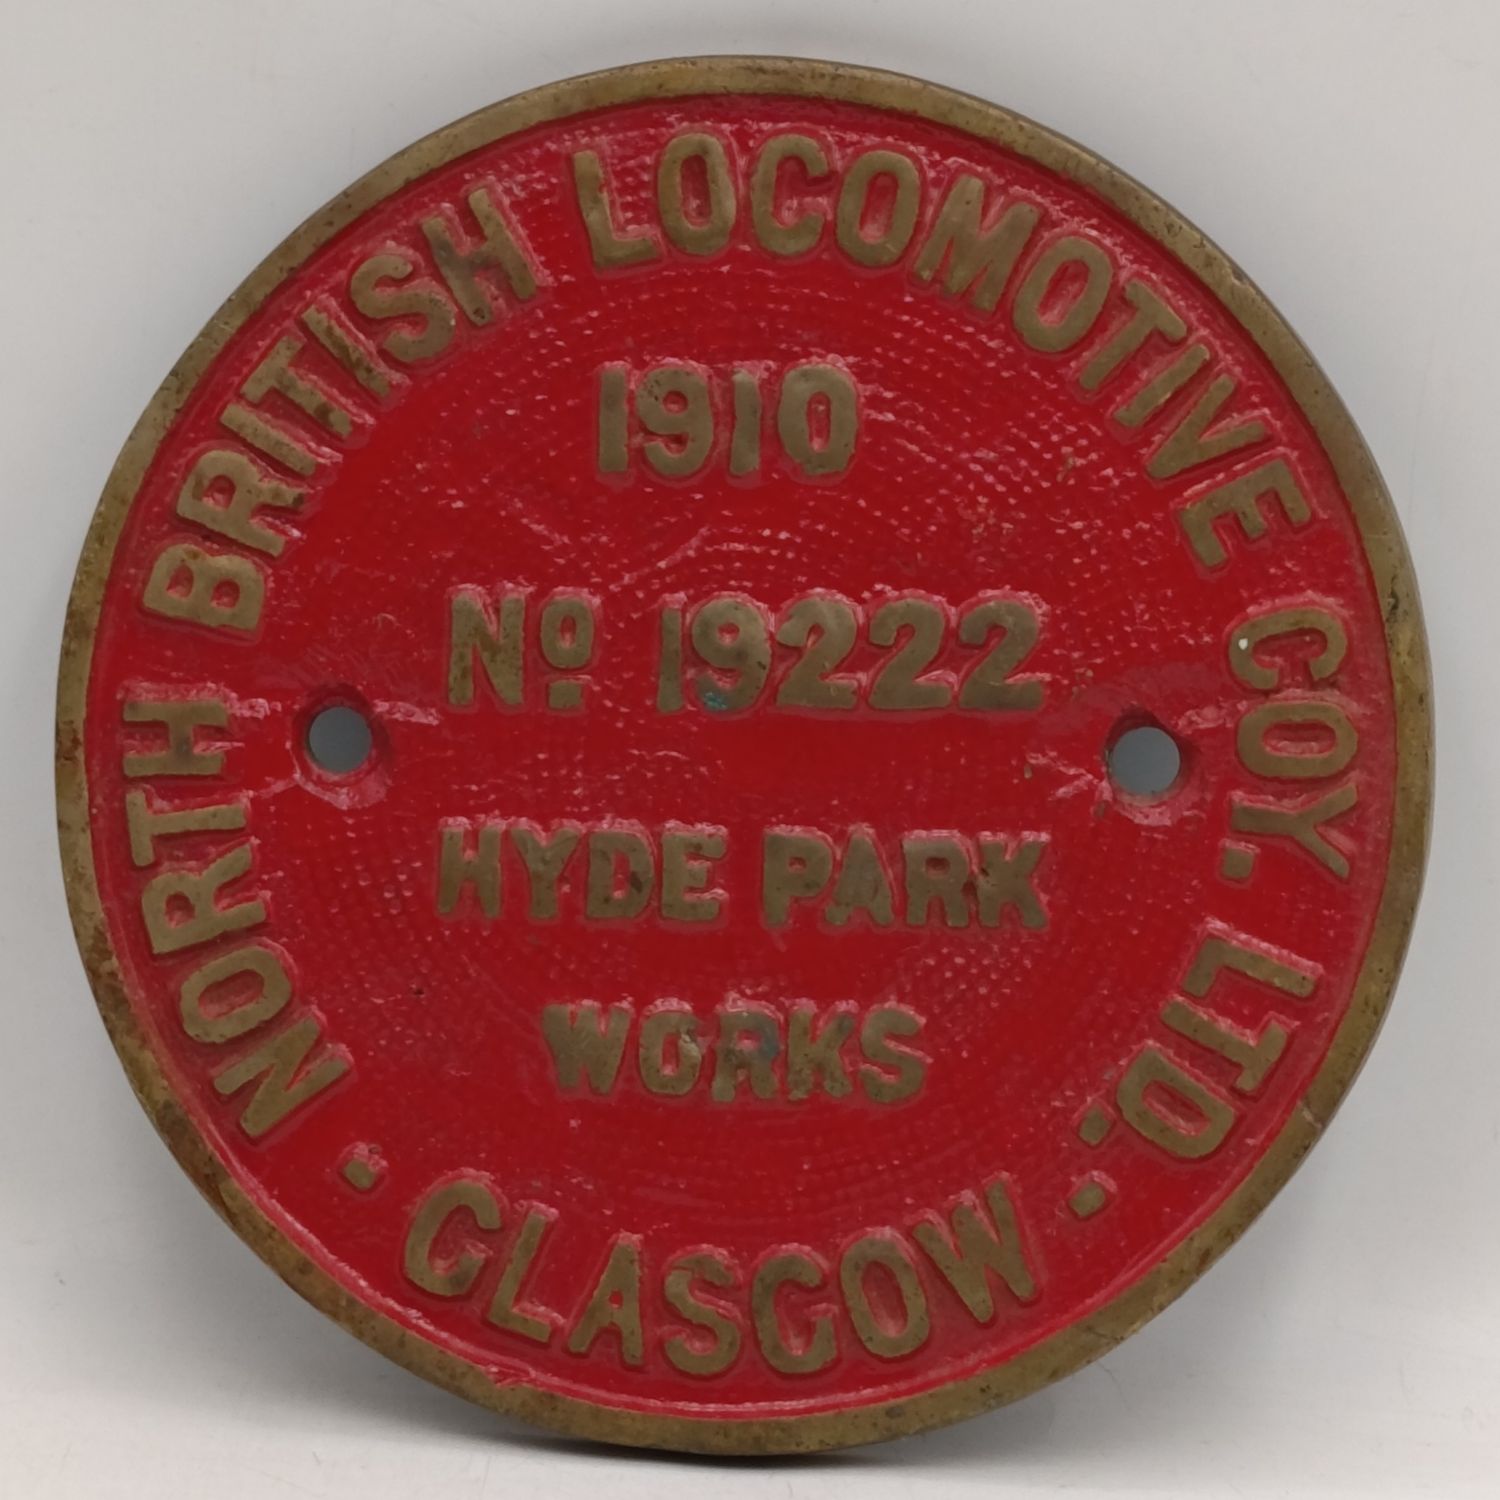 NORTH BRITISH LOCOMOTIVE COY. LTD.
1910
No 19222
HYDE PARK
WORKS
· GLASGOW ·